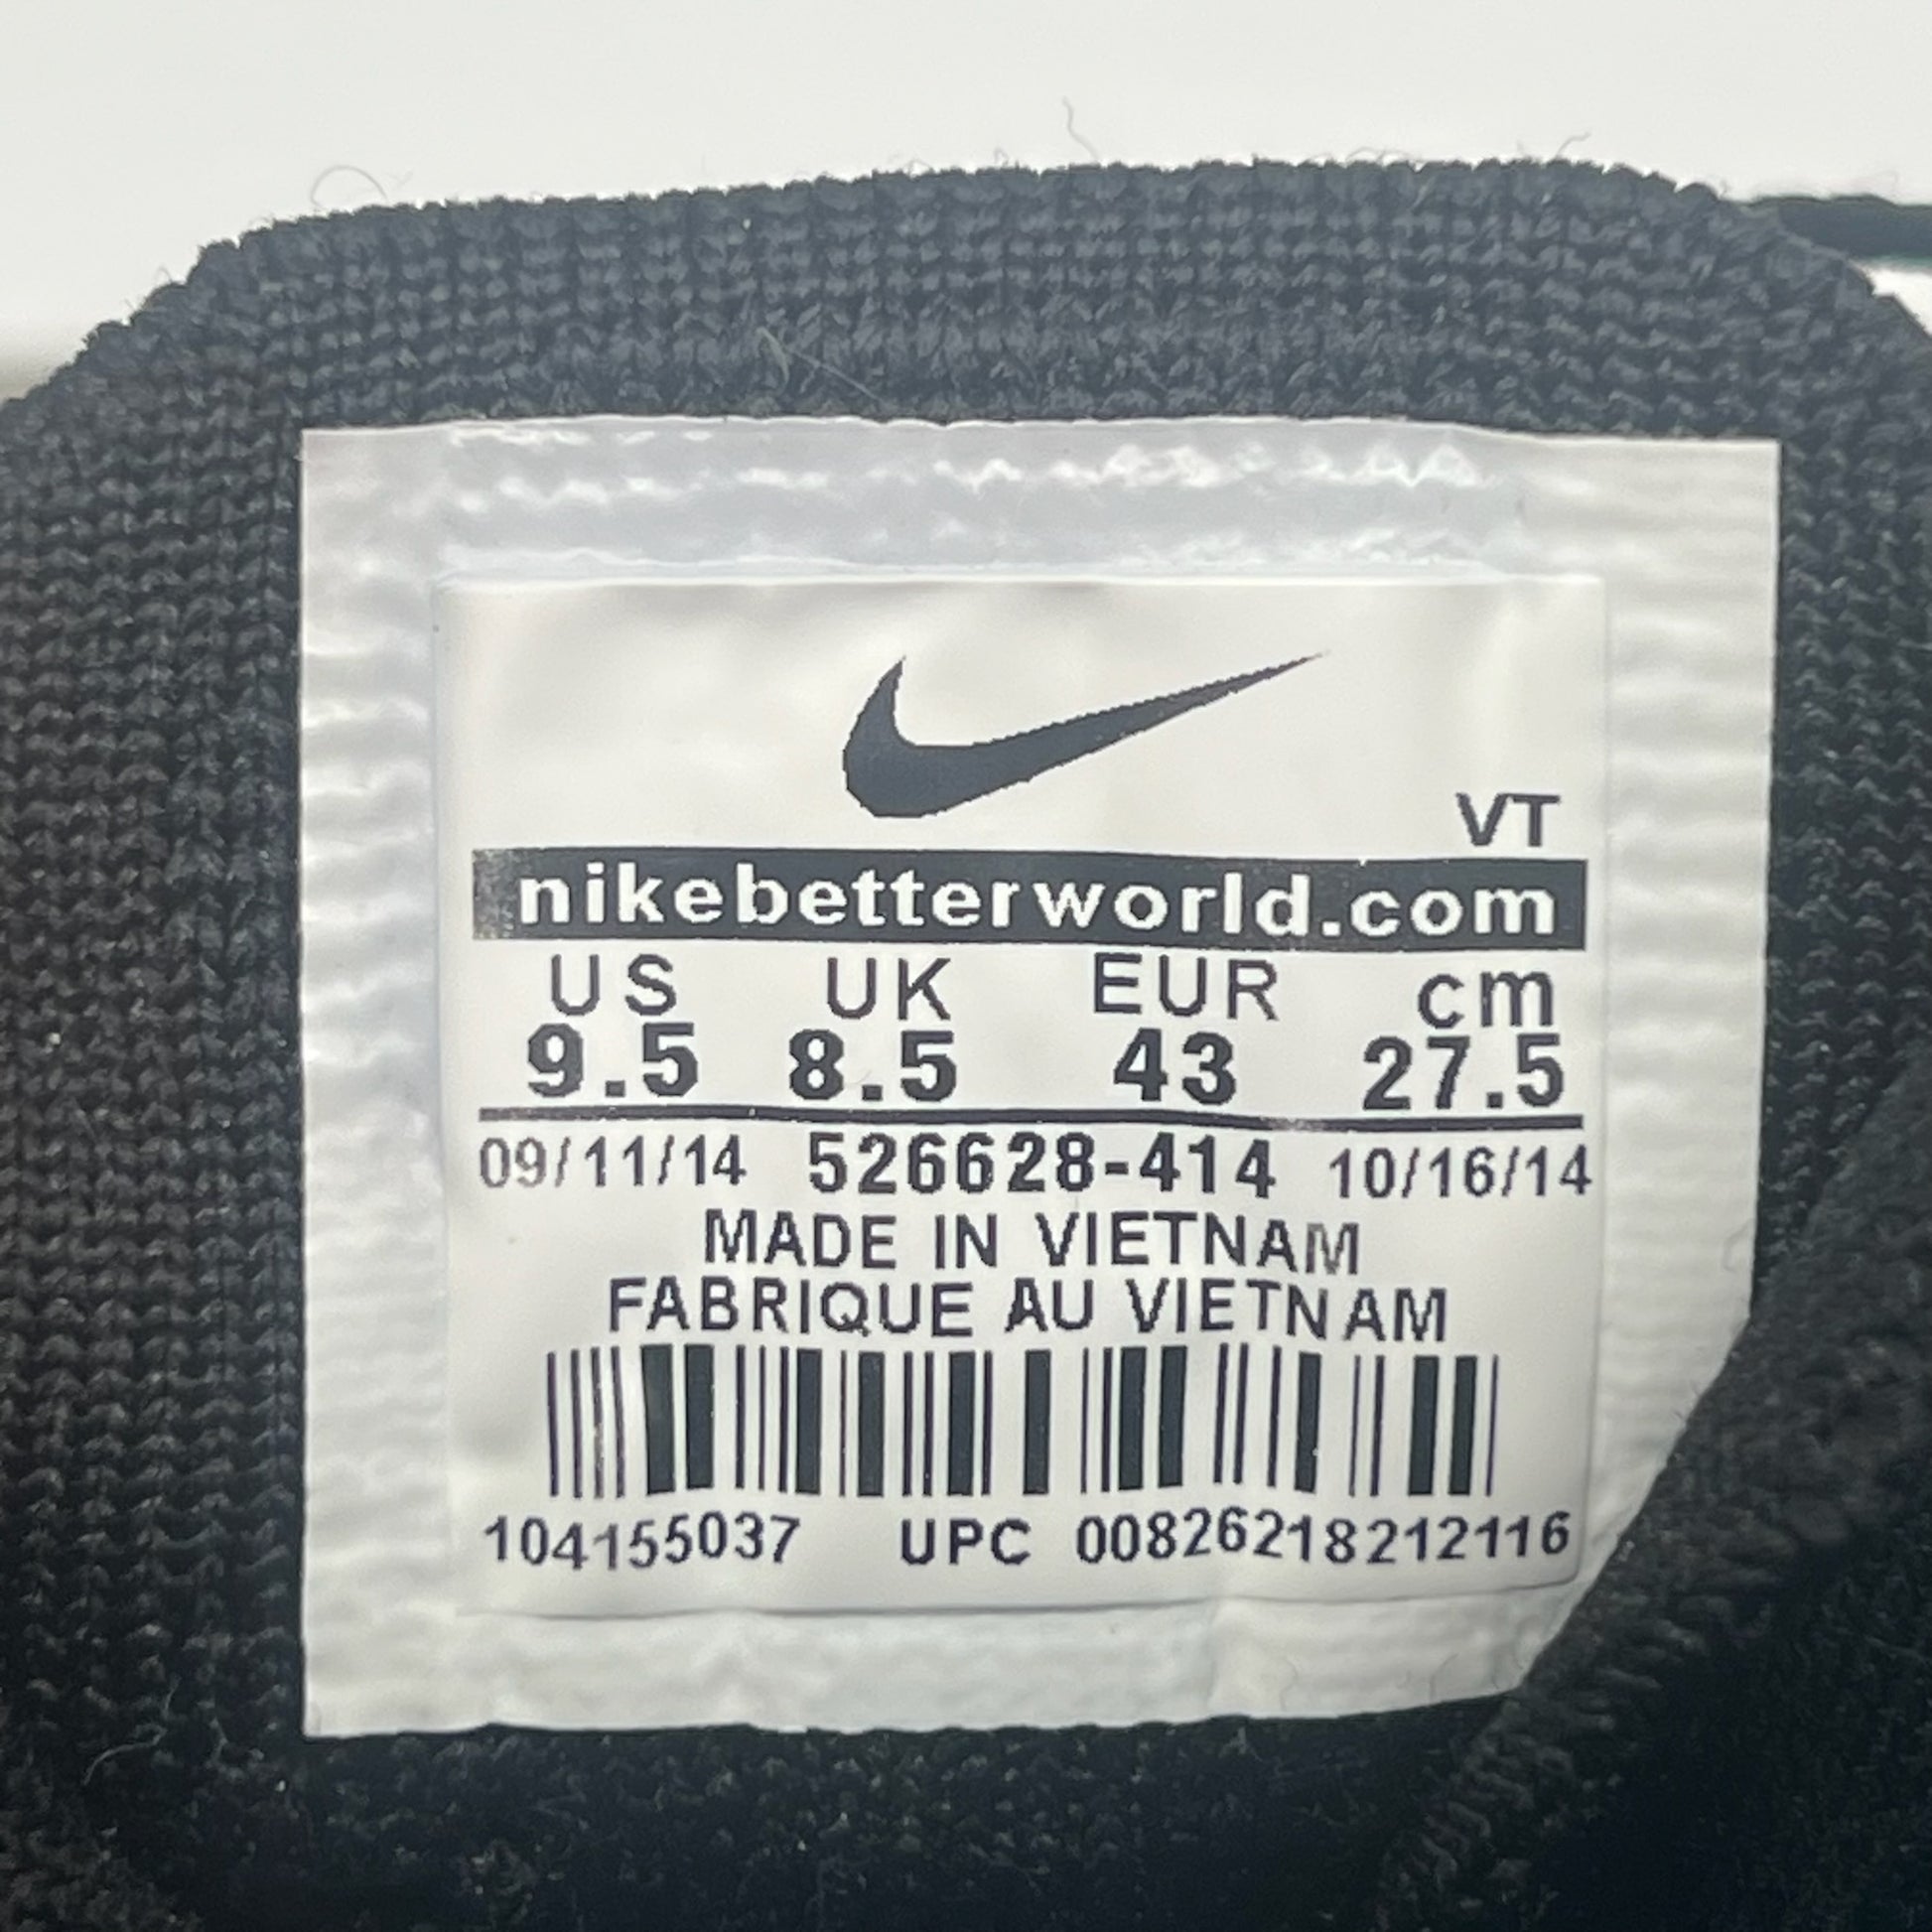 VT
nikebetterworld.com
US UK EUR cm
9.5 8.5 43 27.5
09/11/14 526628-414 10/16/14
MADE IN VIETNAM
FABRIQUE AU VIETNAM
104155037 UPC 00826218212116